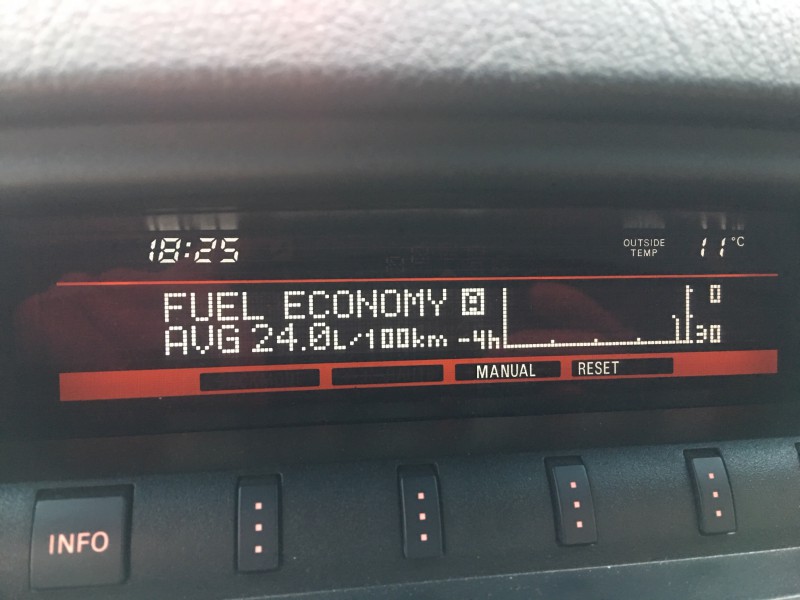 18:25
OUTSIDE
TEMP
11°C
FUEL ECONOMY
0
AVG 24.0L/100km -4h
30
MANUAL
RESET
INFO